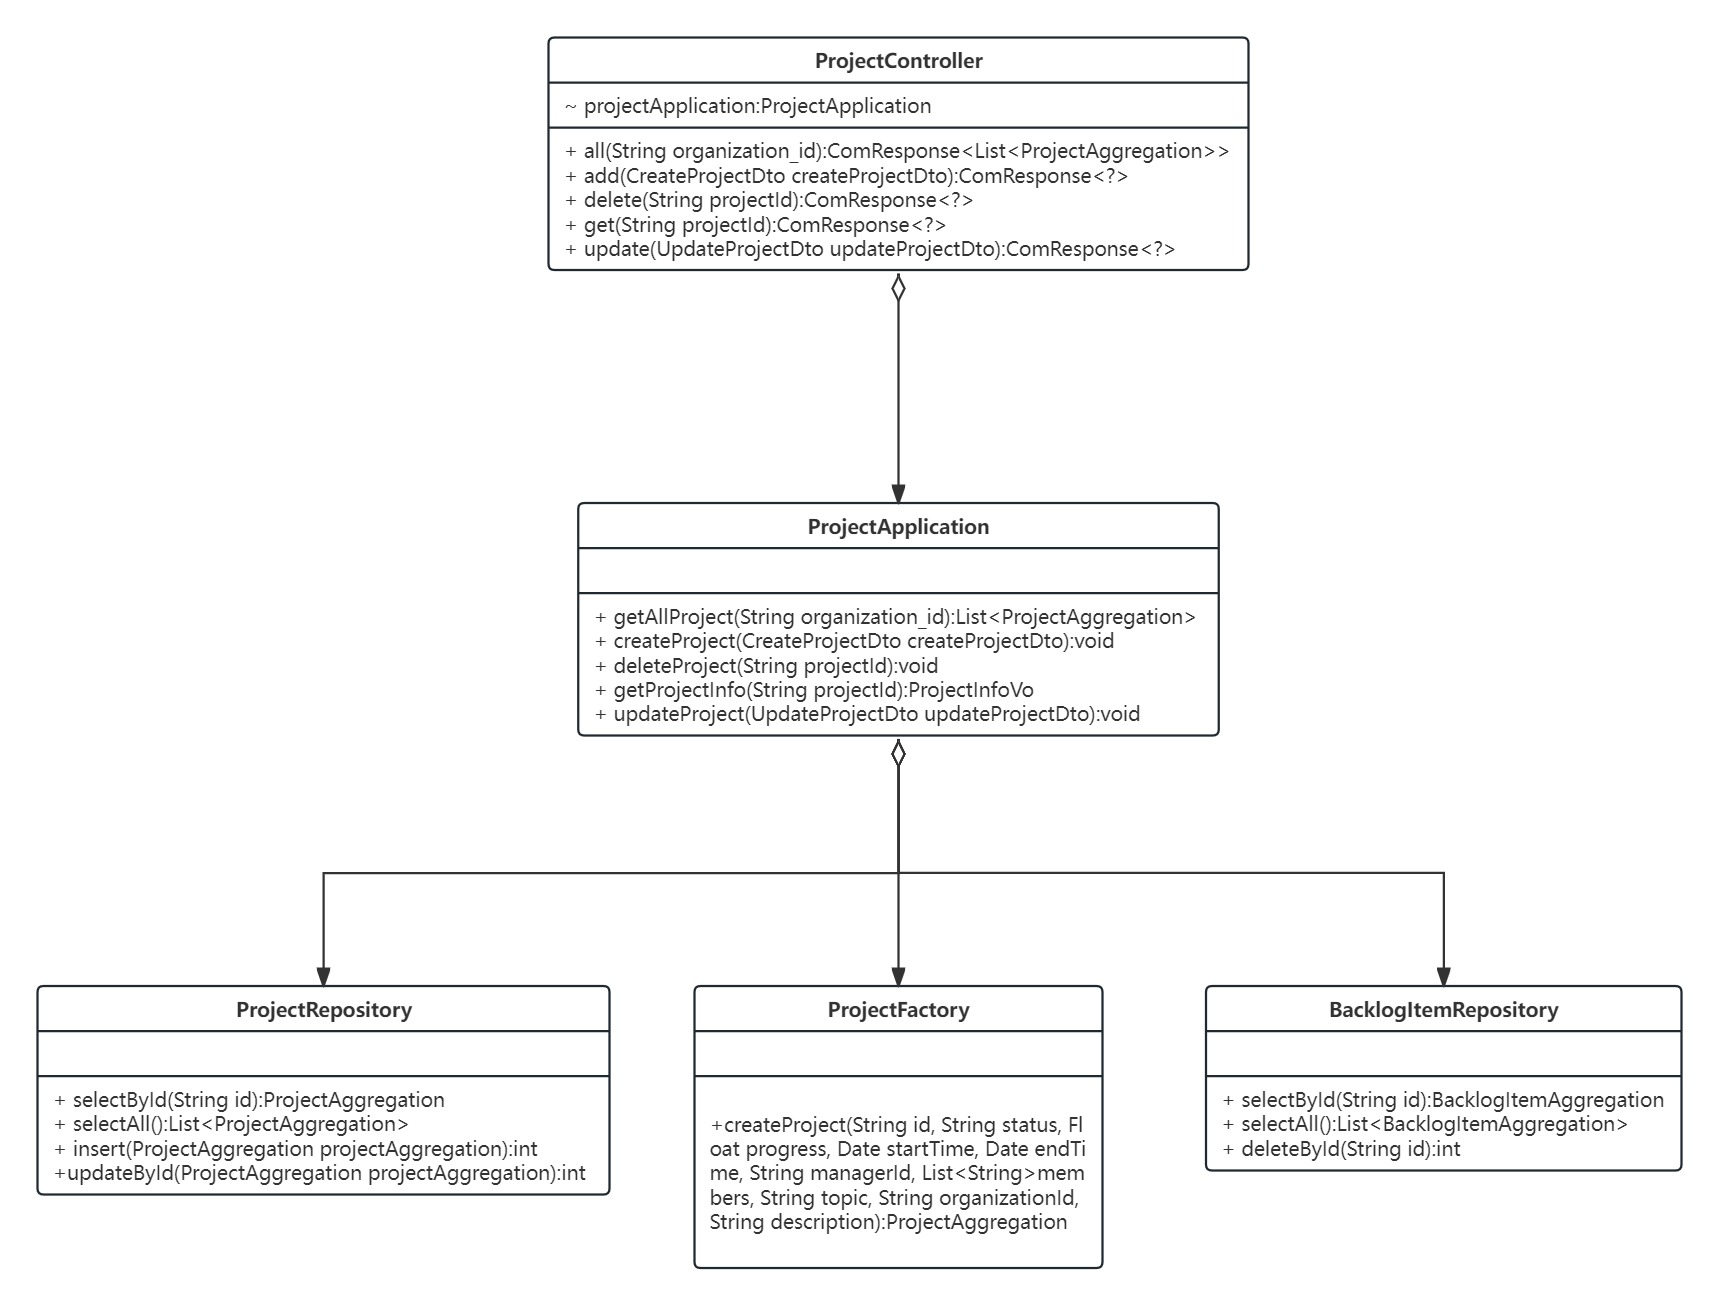 ProjectController
~ projectApplication:ProjectApplication
+ all(String organization_id):ComResponse<List<ProjectAggregation>>
+ add(CreateProjectDto createProjectDto):ComResponse<?>
+ delete(String projectId):ComResponse<?>
+ get(String projectId):ComResponse<?>
+ update(UpdateProjectDto updateProjectDto):ComResponse<?>
ProjectApplication
+ getAllProject(String organization_id):List<ProjectAggregation>
+ createProject(CreateProjectDto createProjectDto):void
+ deleteProject(String projectId):void
+ getProjectInfo(String projectId):ProjectInfoVo
+ updateProject(UpdateProjectDto updateProjectDto):void
ProjectRepository
+ selectById(String id):ProjectAggregation
+ selectAll():List<ProjectAggregation>
+ insert(ProjectAggregation projectAggregation):int
+updateById(ProjectAggregation projectAggregation):int
ProjectFactory
+createProject(String id, String status, Fl
oat progress, Date startTime, Date endTi
me, String managerId, List<String>mem
bers, String topic, String organizationId,
String description):ProjectAggregation
BacklogItemRepository
+ selectById(String id):BacklogItemAggregation
+ selectAll():List<BacklogItemAggregation>
+ deleteById(String id):int